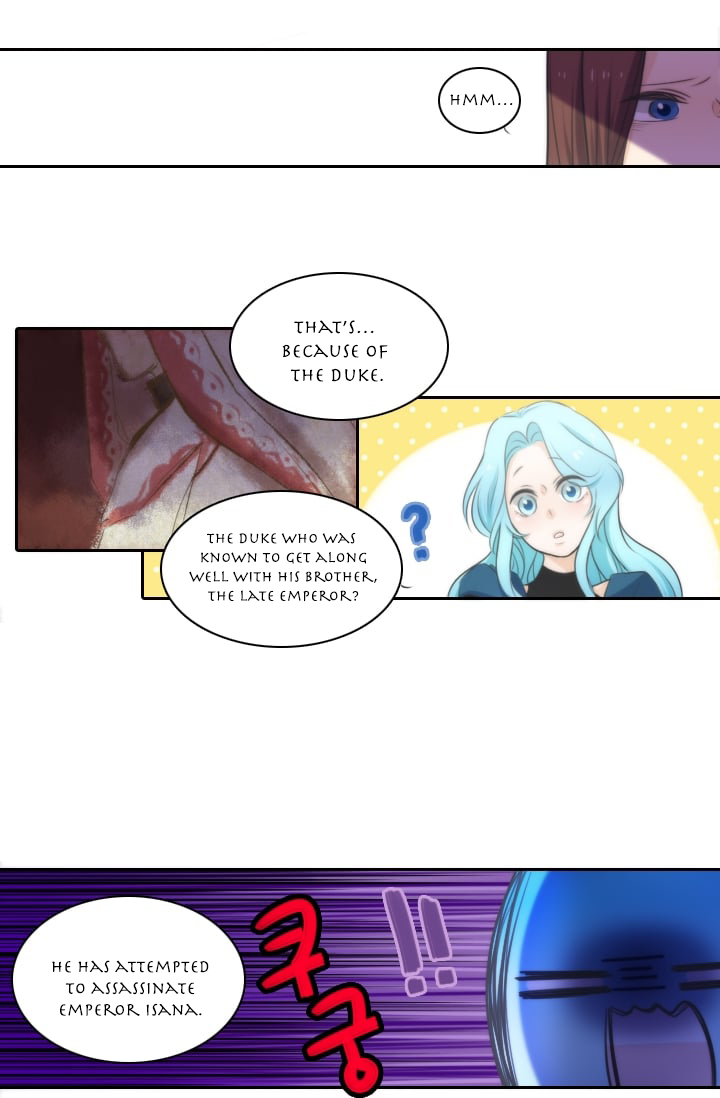 HMM...
THAT'S...
BECAUSE OF
THE DUKE.
THE DUKE WHO WAS
KNOWN TO GET ALONG
WELL WITH HIS BROTHER,
THE LATE EMPEROR?
?
HE HAS ATTEMPTED
TO ASSASSINATE
EMPEROR ISANA.
쿠
궁
!!